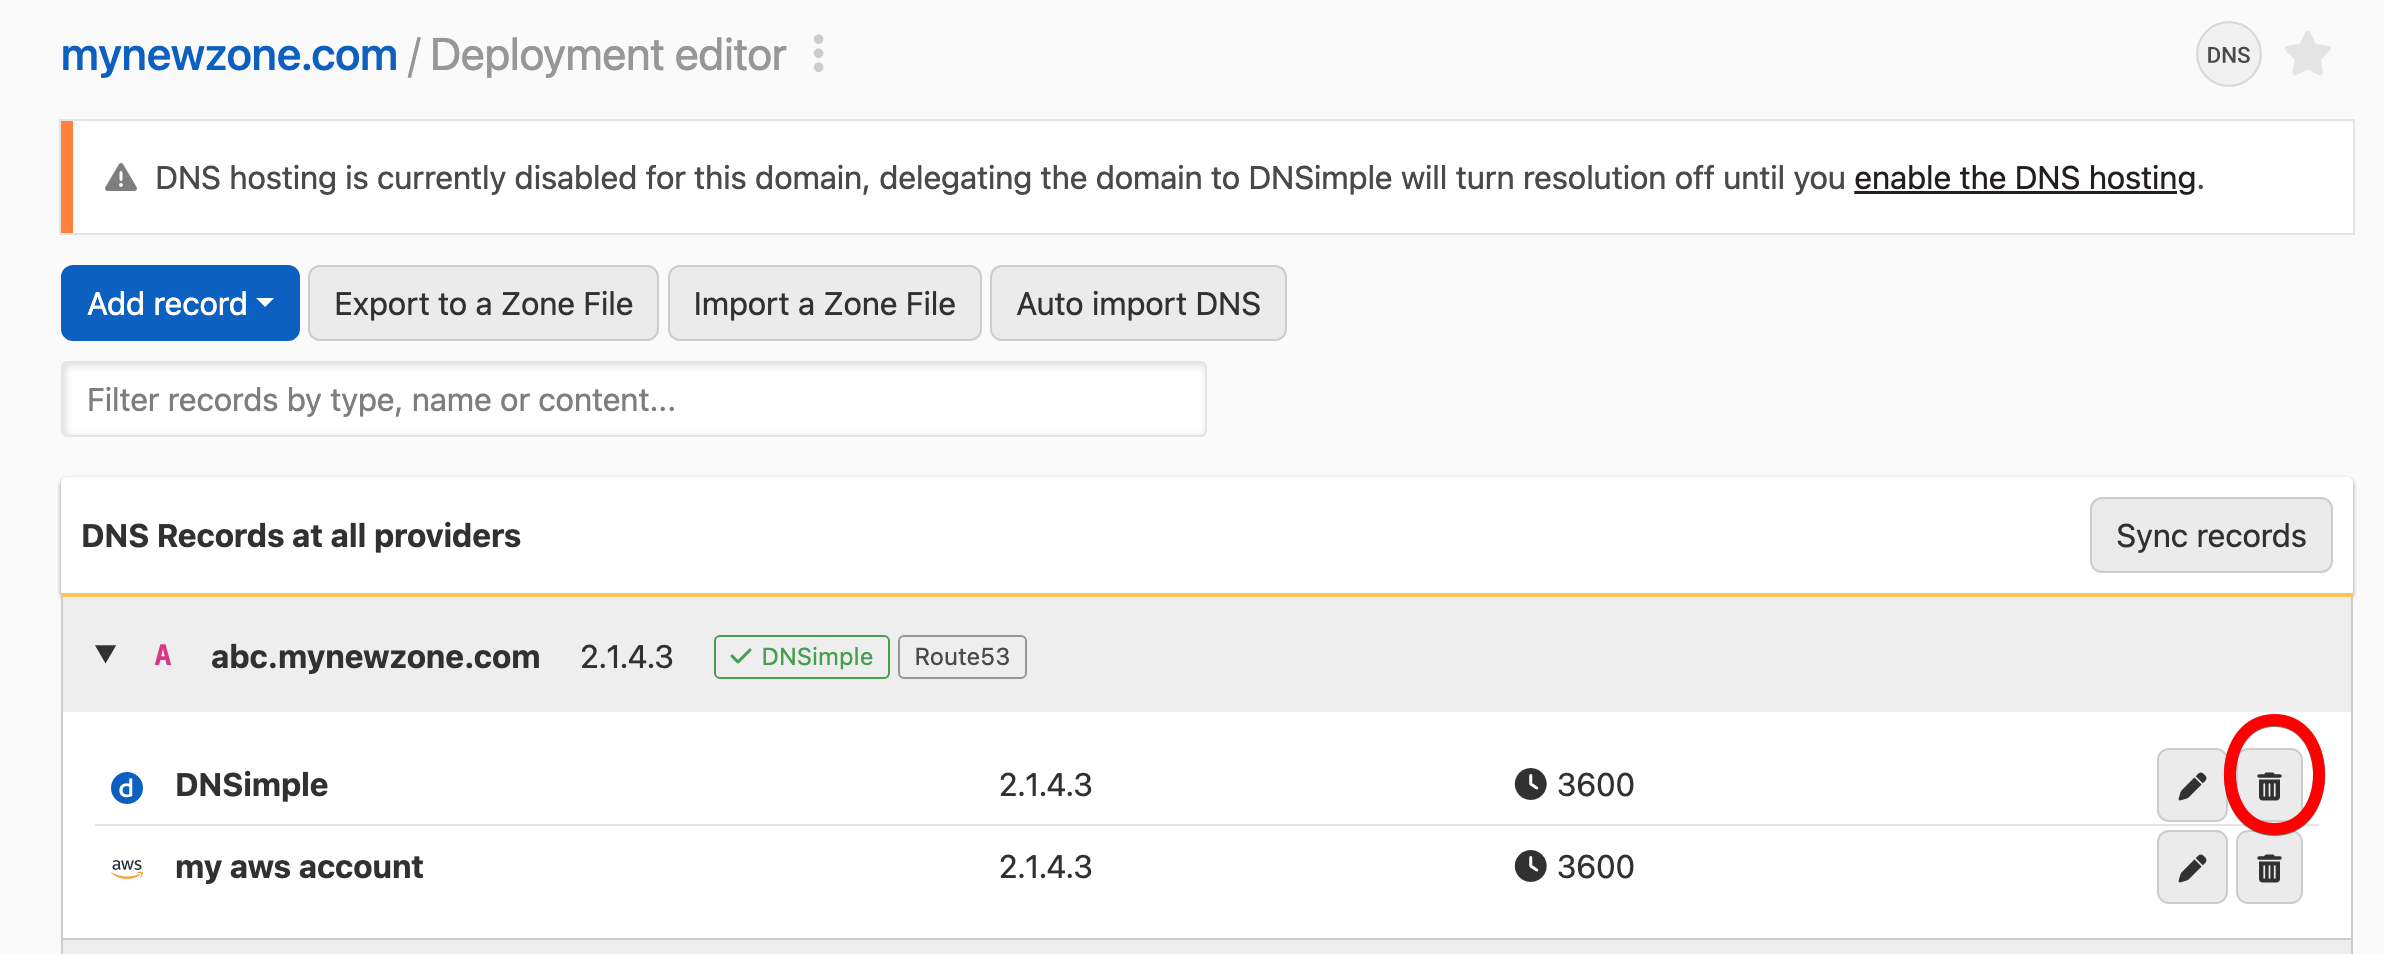 mynewzone.com / Deployment editor
DNS
DNS hosting is currently disabled for this domain, delegating the domain to DNSimple will turn resolution off until you enable the DNS hosting.
Add record
Export to a Zone File
Import a Zone File
Auto import DNS
Filter records by type, name or content...
DNS Records at all providers
Sync records
A abc.mynewzone.com 2.1.4.3 DNSimple Route53
d DNSimple 2.1.4.3 3600
aws my aws account 2.1.4.3 3600